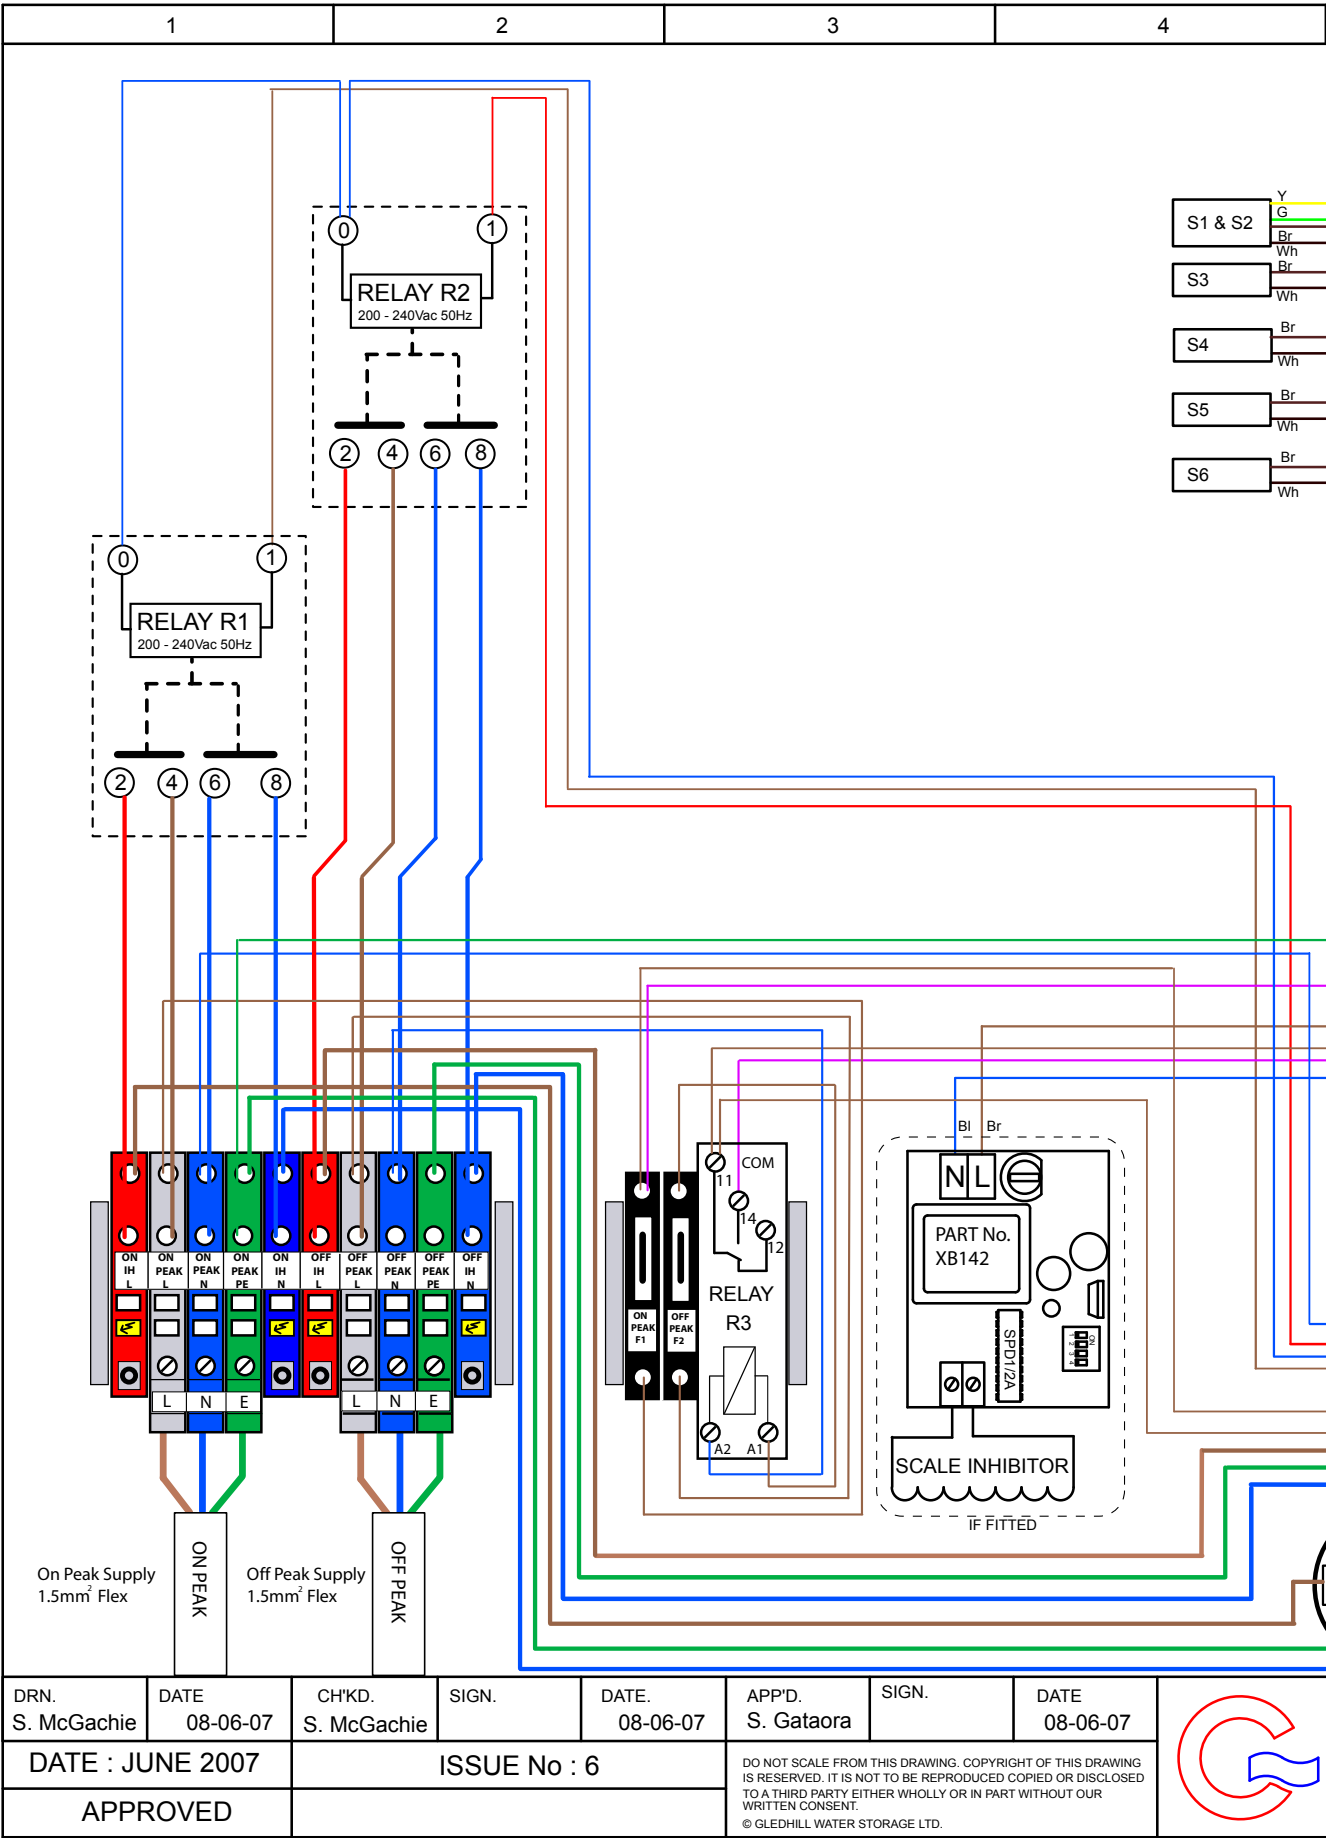 1 2 3 4
Y
G
S1 & S2
Br
Wh
Br
S3
Wh
Br
S4
Wh
Br
S5
Wh
Br
S6
Wh
0 1
RELAY R2
200 - 240Vac 50Hz
2 4 6 8
0 1
RELAY R1
200 - 240Vac 50Hz
2 4 6 8
Bl Br
N L
COM
11
14
12
PART No.
XB142
ON ON ON ON ON OFF OFF OFF OFF OFF
IH PEAK PEAK PEAK IH IH PEAK PEAK PEAK IH
L L N PE N L L N PE N
RELAY
R3
ON
PEAK
F1
OFF
PEAK
F2
SPD1/2A
ON
1 2 3 4
L N E
L N E
A2 A1
SCALE INHIBITOR
IF FITTED
On Peak Supply
1.5mm² Flex
ON PEAK
Off Peak Supply
1.5mm² Flex
OFF PEAK
DRN. DATE CH'KD. SIGN. DATE. APP'D. SIGN. DATE
S. McGachie 08-06-07 S. McGachie 08-06-07 S. Gataora 08-06-07
DATE : JUNE 2007
ISSUE No : 6
APPROVED
DO NOT SCALE FROM THIS DRAWING. COPYRIGHT OF THIS DRAWING
IS RESERVED. IT IS NOT TO BE REPRODUCED COPIED OR DISCLOSED
TO A THIRD PARTY EITHER WHOLLY OR IN PART WITHOUT OUR
WRITTEN CONSENT.
© GLEDHILL WATER STORAGE LTD.